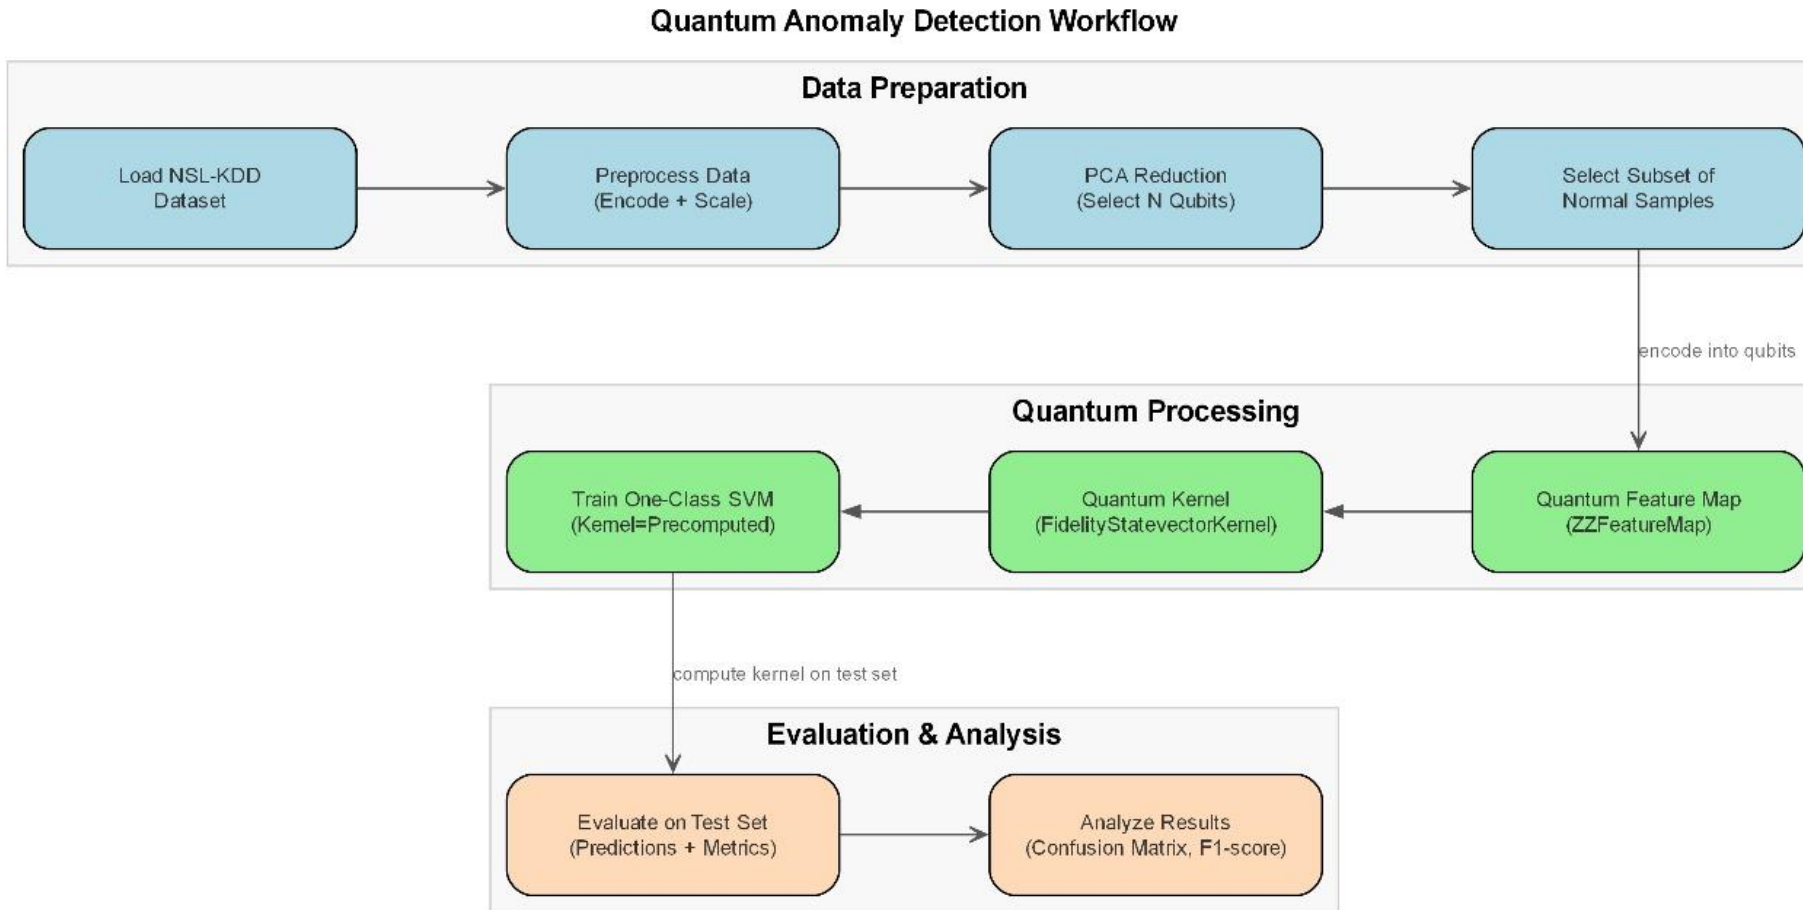 Quantum Anomaly Detection Workflow
Data Preparation
Load NSL-KDD
Dataset
Preprocess Data
(Encode + Scale)
PCA Reduction
(Select N Qubits)
Select Subset of
Normal Samples
encode into qubits
Quantum Processing
Train One-Class SVM
(Kernel=Precomputed)
Quantum Kernel
(FidelityStatevectorKernel)
Quantum Feature Map
(ZZFeatureMap)
compute kernel on test set
Evaluation & Analysis
Evaluate on Test Set
(Predictions + Metrics)
Analyze Results
(Confusion Matrix, F1-score)